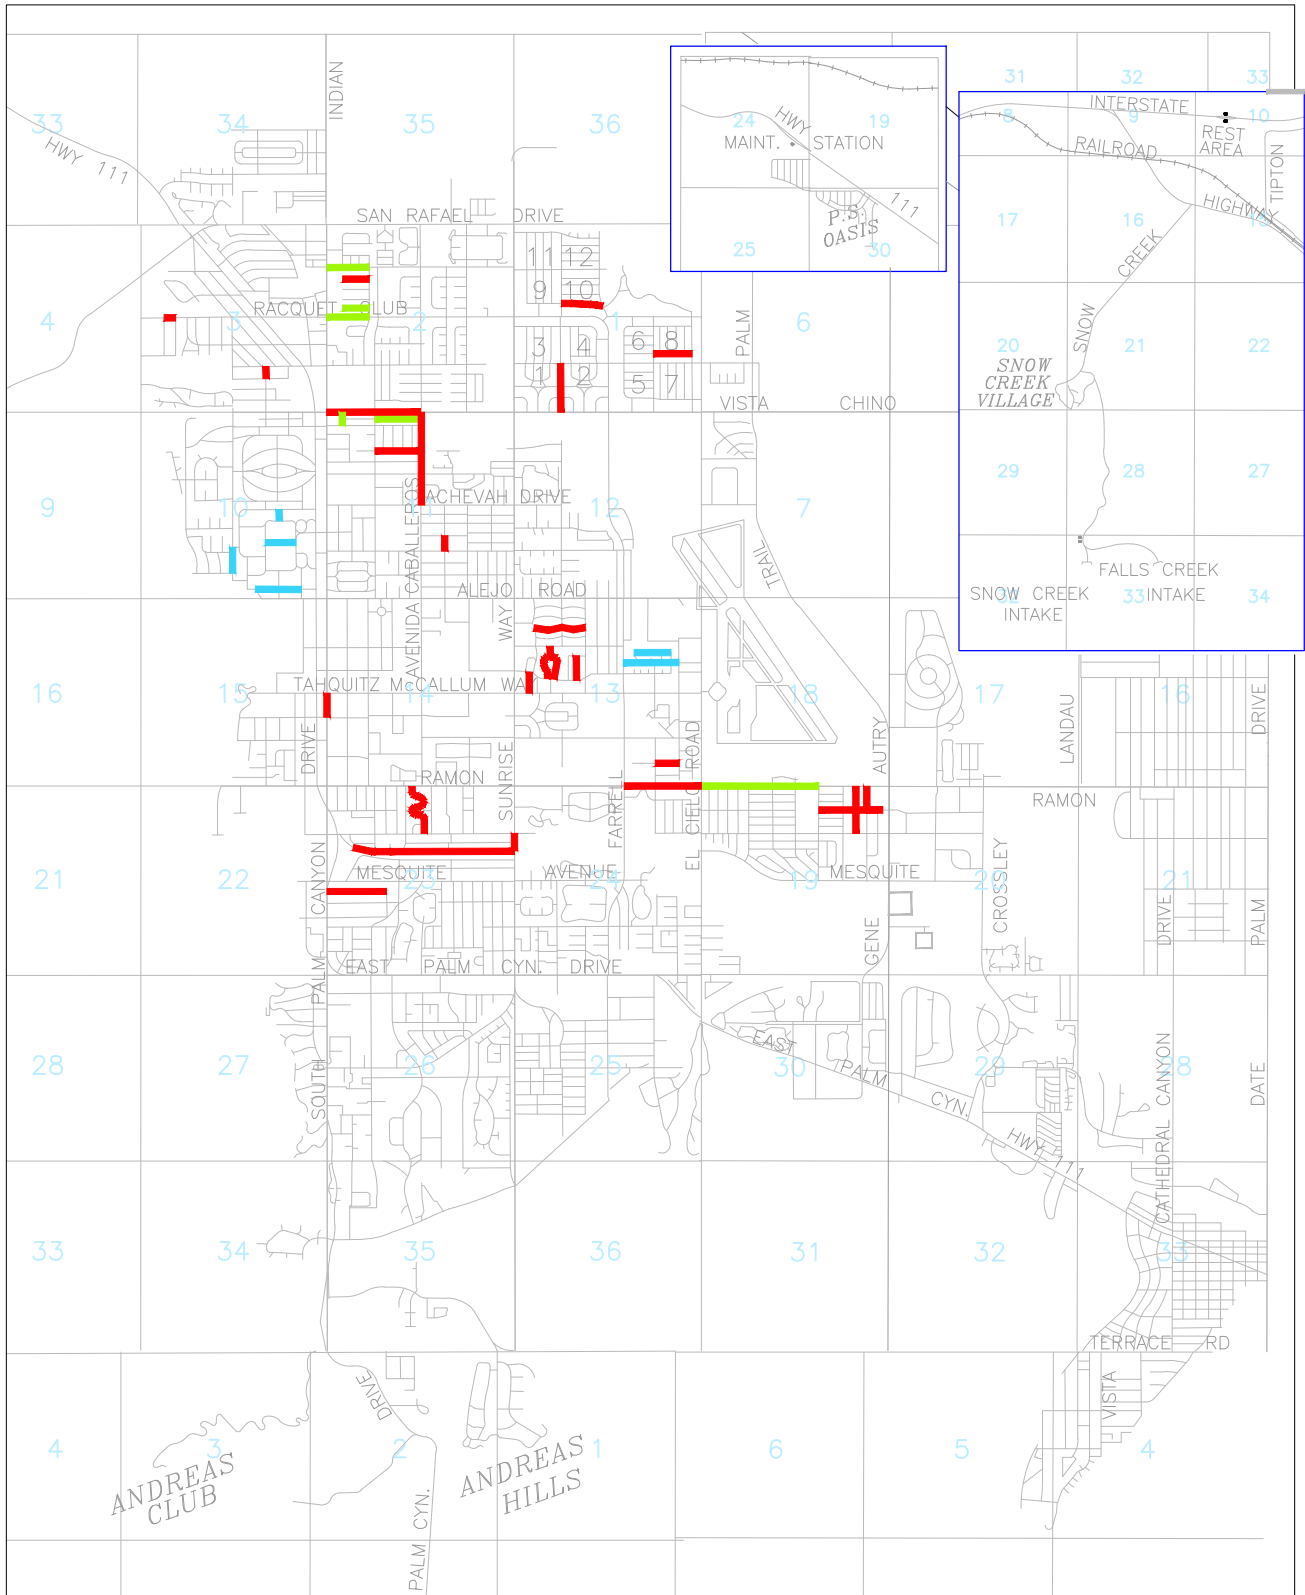 31 32 33
INTERSTATE
8 9 10
REST
AREA
RAILROAD
TIPTON
HIGHWAY
17 16 15
CREEK
SNOW
20 21 22
SNOW
CREEK
VILLAGE
29 28 27
FALLS CREEK
INTAKE
SNOW CREEK
INTAKE
32 33 34
24 19
HWY
MAINT. STATION
111
P.S.
OASIS
25 30
33 34 35 36
HWY 111
INDIAN
SAN RAFAEL DRIVE
11 12
9 10
RACQUET CLUB
4 3 2 1 6
3 4 6 8
1 2 5 7
PALM
VISTA CHINO
9 10 11 12 7
TACHEVAH DRIVE
AVENIDA CABALLEROS
TRAIL
ALEJO ROAD
WAY
TAHQUITZ McCALLUM WAY
16 15 14 13 18 17 16
DRIVE
SUNRISE
FARRELL
EL CIELO ROAD
AUTRY
LANDAU
DRIVE
RAMON
RAMON
MESQUITE AVENUE
MESQUITE
21 22 23 24 19 20 21
GENE
CROSSLEY
DRIVE
PALM
SOUTH PALM CANYON
EAST PALM CYN. DRIVE
28 27 26 25 30 29 28
EAST PALM CYN.
HWY 111
CATHEDRAL CANYON
DATE
33 34 35 36 31 32 33
TERRACE RD
VISTA
DRIVE
4 3 2 1 6 5 4
ANDREAS
CLUB
ANDREAS
HILLS
PALM CYN.